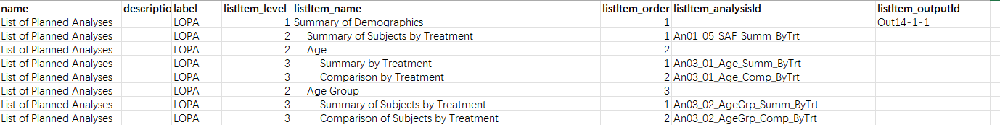 name descriptio label listItem_level listItem_name listItem_order listItem_analysisId listItem_outputId
List of Planned Analyses LOPA 1 Summary of Demographics 1 Out14-1-1
List of Planned Analyses LOPA 2 Summary of Subjects by Treatment 1 An01_05_SAF_Summ_ByTrt
List of Planned Analyses LOPA 2 Age 2
List of Planned Analyses LOPA 3 Summary by Treatment 1 An03_01_Age_Summ_ByTrt
List of Planned Analyses LOPA 3 Comparison by Treatment 2 An03_01_Age_Comp_ByTrt
List of Planned Analyses LOPA 2 Age Group 3
List of Planned Analyses LOPA 3 Summary of Subjects by Treatment 1 An03_02_AgeGrp_Summ_ByTrt
List of Planned Analyses LOPA 3 Comparison of Subjects by Treatment 2 An03_02_AgeGrp_Comp_ByTrt